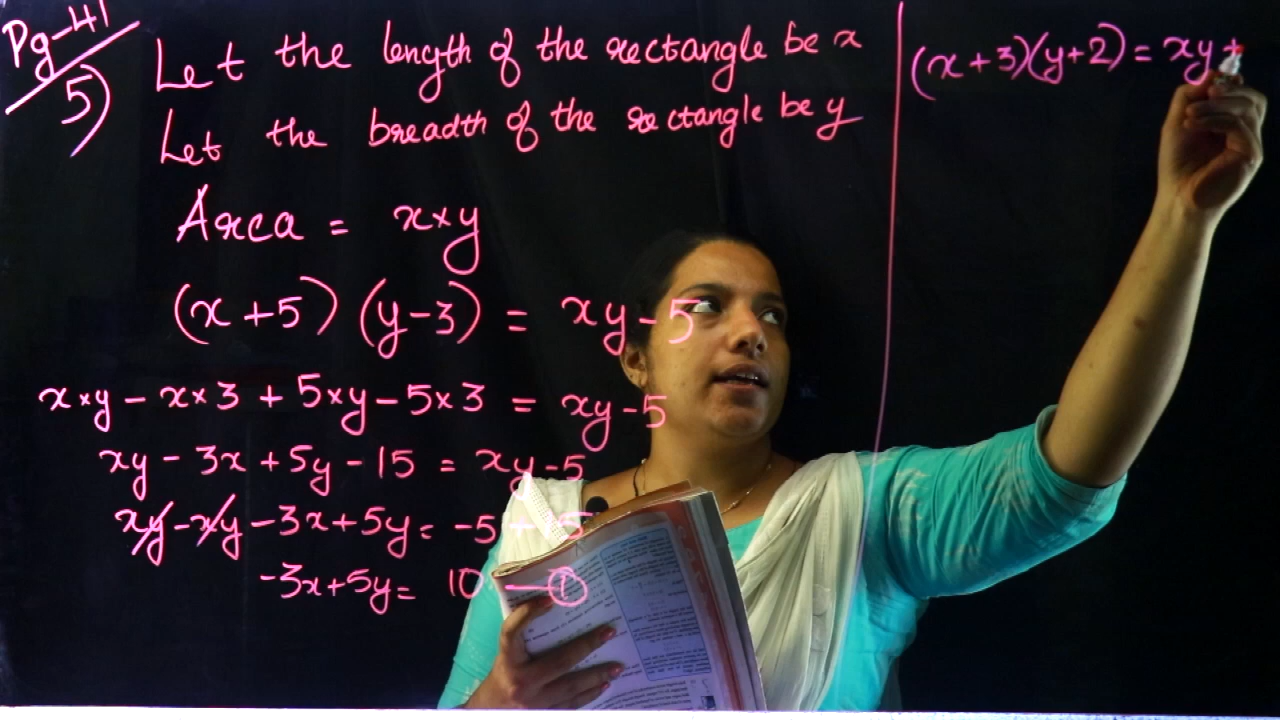 Pg-41
5)
Let the length of the rectangle be x
Let the breadth of the rectangle be y
Area = x×y
(x+5) (y-3) = xy-5
x×y - x×3 + 5×y - 5×3 = xy-5
xy - 3x + 5y - 15 = xy-5
xy - xy - 3x + 5y = -5 + 15
-3x+5y = 10 — ①
(x+3)(y+2) = xy +